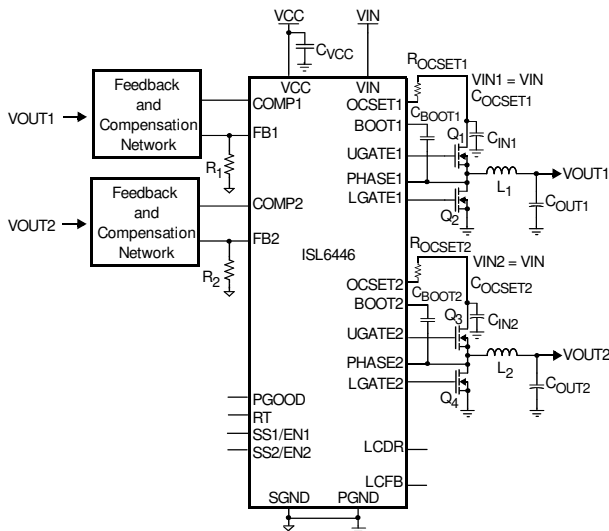 VCC
VIN
CVCC
VCC
VIN
ROCSET1
VIN1 = VIN
COCSET1
OCSET1
CBOOT1
BOOT1
Q1
CIN1
UGATE1
PHASE1
VOUT1
L1
LGATE1
Q2
COUT1
Feedback
and
Compensation
Network
VOUT1
COMP1
FB1
R1
Feedback
and
Compensation
Network
VOUT2
COMP2
FB2
R2
ISL6446
ROCSET2
VIN2 = VIN
COCSET2
OCSET2
CBOOT2
BOOT2
Q3
CIN2
UGATE2
PHASE2
VOUT2
L2
LGATE2
Q4
COUT2
PGOOD
RT
SS1/EN1
SS2/EN2
LCDR
LCFB
SGND
PGND